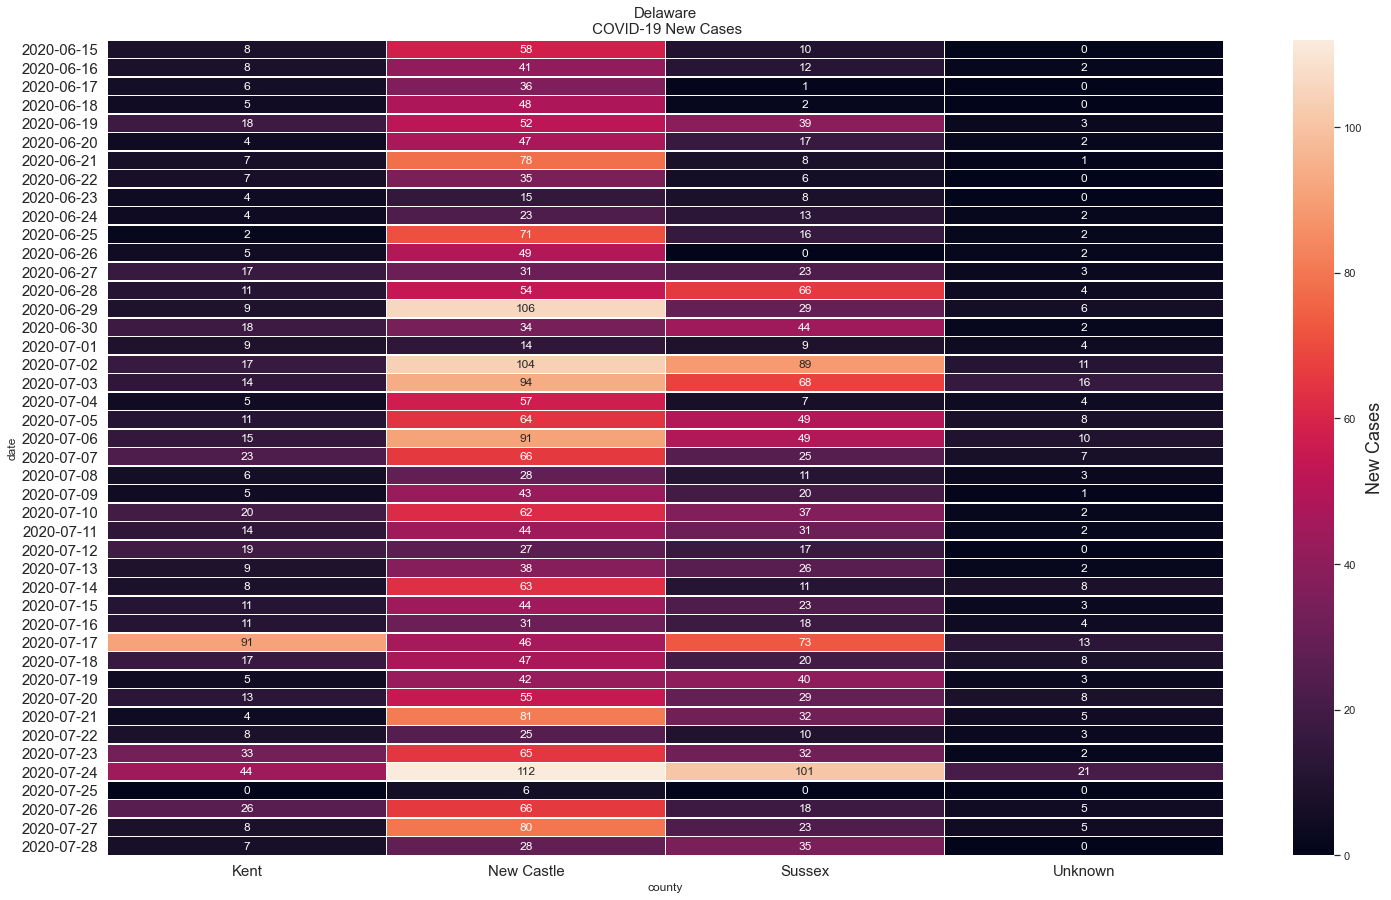 Delaware
COVID-19 New Cases
2020-06-15 8 58 10 0
2020-06-16 8 41 12 2
2020-06-17 6 36 1 0
2020-06-18 5 48 2 0
2020-06-19 18 52 39 3
2020-06-20 4 47 17 2
2020-06-21 7 78 8 1
2020-06-22 7 35 6 0
2020-06-23 4 15 8 0
2020-06-24 4 23 13 2
2020-06-25 2 71 16 2
2020-06-26 5 49 0 2
2020-06-27 17 31 23 3
2020-06-28 11 54 66 4
2020-06-29 9 106 29 6
2020-06-30 18 34 44 2
2020-07-01 9 14 9 4
2020-07-02 17 104 89 11
2020-07-03 14 94 68 16
2020-07-04 5 57 7 4
2020-07-05 11 64 49 8
2020-07-06 15 91 49 10
2020-07-07 23 66 25 7
2020-07-08 6 28 11 3
2020-07-09 5 43 20 1
2020-07-10 20 62 37 2
2020-07-11 14 44 31 2
2020-07-12 19 27 17 0
2020-07-13 9 38 26 2
2020-07-14 8 63 11 8
2020-07-15 11 44 23 3
2020-07-16 11 31 18 4
2020-07-17 91 46 73 13
2020-07-18 17 47 20 8
2020-07-19 5 42 40 3
2020-07-20 13 55 29 8
2020-07-21 4 81 32 5
2020-07-22 8 25 10 3
2020-07-23 33 65 32 2
2020-07-24 44 112 101 21
2020-07-25 0 6 0 0
2020-07-26 26 66 18 5
2020-07-27 8 80 23 5
2020-07-28 7 28 35 0
Kent New Castle Sussex Unknown
county
date
100
80
60
40
20
0
New Cases